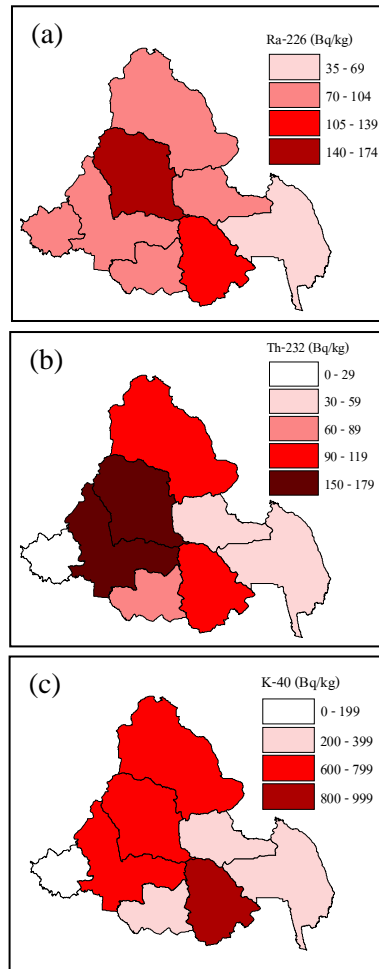 (a)
Ra-226 (Bq/kg)
35 - 69
70 - 104
105 - 139
140 - 174
(b)
Th-232 (Bq/kg)
0 - 29
30 - 59
60 - 89
90 - 119
150 - 179
(c)
K-40 (Bq/kg)
0 - 199
200 - 399
600 - 799
800 - 999